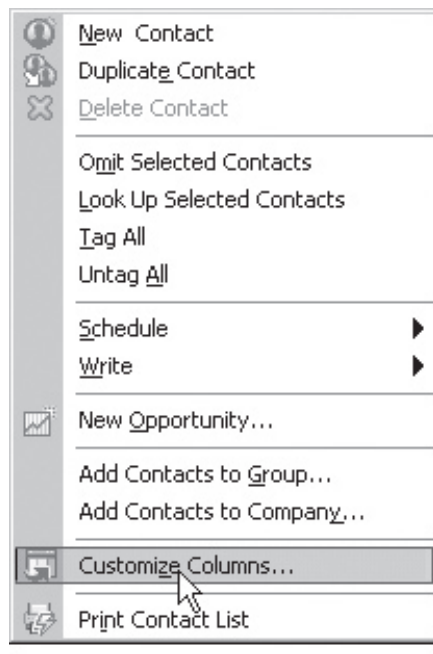 New Contact
Duplicate Contact
Delete Contact
Omit Selected Contacts
Look Up Selected Contacts
Tag All
Untag All
Schedule
Write
New Opportunity...
Add Contacts to Group...
Add Contacts to Company...
Customize Columns...
Print Contact List